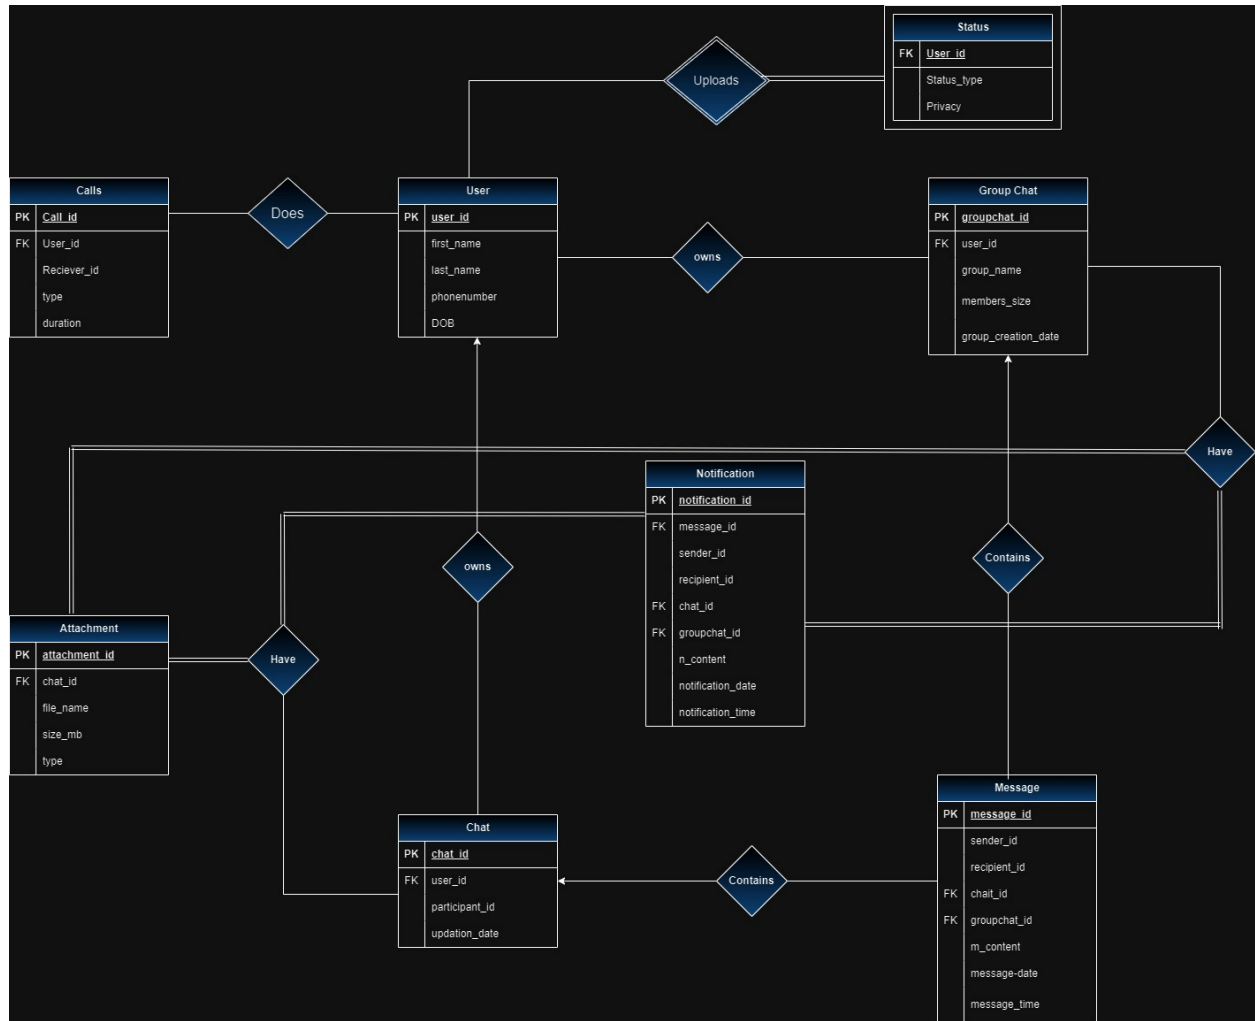 Status
FK User_id
Status_type
Privacy
Uploads
Calls
PK Call_id
FK User_id
Reciever_id
type
duration
Does
User
PK user_id
first_name
last_name
phonenumber
DOB
owns
Group Chat
PK groupchat_id
FK user_id
group_name
members_size
group_creation_date
Have
Notification
PK notification_id
FK message_id
sender_id
recipient_id
FK chat_id
FK groupchat_id
n_content
notification_date
notification_time
owns
Contains
Attachment
PK attachment_id
FK chat_id
file_name
size_mb
type
Have
Chat
PK chat_id
FK user_id
participant_id
updation_date
Contains
Message
PK message_id
sender_id
recipient_id
FK chait_id
FK groupchat_id
m_content
message-date
message_time